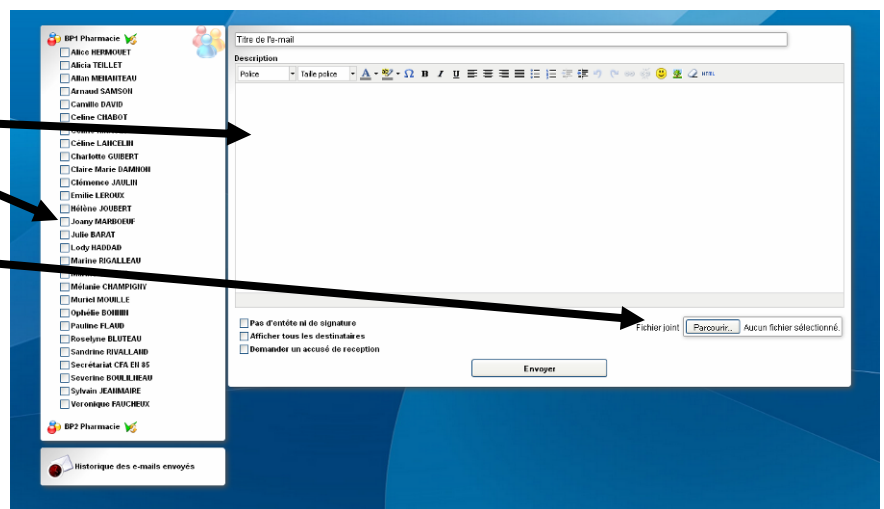 BP1 Pharmacie
Alice HERMOUET
Alicia TEILLET
Allan MENANTEAU
Arnaud SAMSON
Camille DAVID
Celine CHABOT
Céline LANCELIN
Charlotte GUIBERT
Claire Marie DAMNON
Clémence JAULIN
Emilie LEROUX
Hélène JOUBERT
Joany MARBOEUF
Julie BARAT
Lody HADDAD
Marine RIGALLEAU
Mélanie CHAMPIGNY
Muriel MOUILLE
Ophélie BONNIN
Pauline FLAUD
Roselyne BLUTEAU
Sandrine RIVALLAND
Secrétariat CFA EN 85
Severine BOULILNEAU
Sylvain JEANMAIRE
Veronique FAUCHEUX
BP2 Pharmacie
Historique des e-mails envoyés
Titre de l'e-mail
Description
Police Taille police A ab Ω B I U HTML
Pas d'entête ni de signature
Afficher tous les destinataires
Demander un accusé de reception
Fichier joint Parcourir... Aucun fichier sélectionné.
Envoyer